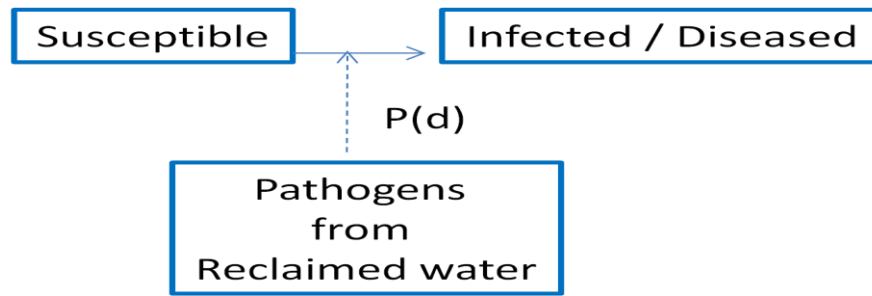 Susceptible
Infected / Diseased
P(d)
Pathogens
from
Reclaimed water